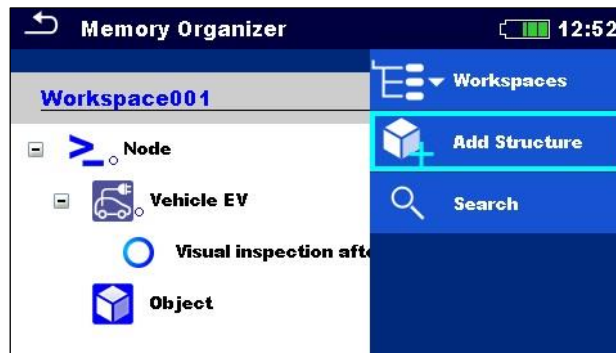 Memory Organizer
12:52
Workspace001
Node
Vehicle EV
Visual inspection afte
Object
Workspaces
Add Structure
Search